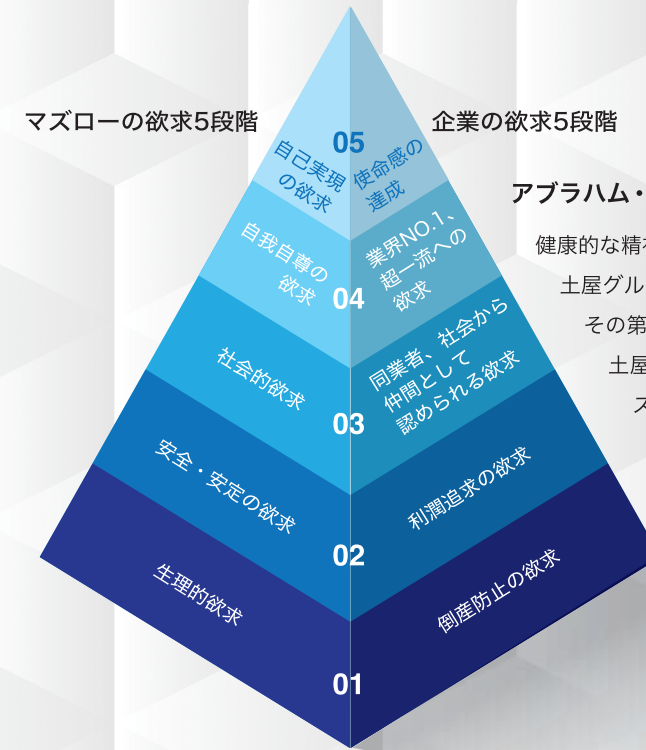 マズローの欲求5段階
企業の欲求5段階
05
自己実現
の欲求
使命感の
達成
アブラハム・
健康的な精
土屋グル
その第
土屋
自我自尊の
欲求
04
業界NO.1、
超一流への
欲求
社会的欲求
03
同業者、社会から
仲間として
認められる欲求
安全・安定の欲求
02
利潤追求の欲求
生理的欲求
01
倒産防止の欲求